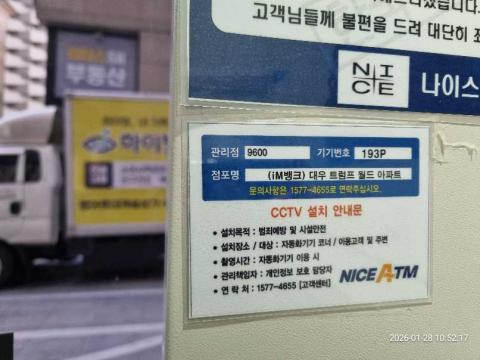 고객님들께 불편을 드려 대단히
NICE
나이스
부동산
관리점 9600 기기번호 193P
점포명 (iM뱅크) 대우 트럼프 월드 아파트
문의사항은 1577-4655로 연락주십시오.
CCTV 설치 안내문
• 설치목적 : 범죄예방 및 시설안전
• 설치장소 / 대상 : 자동화기기 코너 / 이용고객 및 주변
• 촬영시간 : 자동화기기 이용 시
• 관리책임자 : 개인정보 보호 담당자
• 연 락 처 : 1577-4655 [고객센터]
NICE ATM
2026-01-28 10:52:17